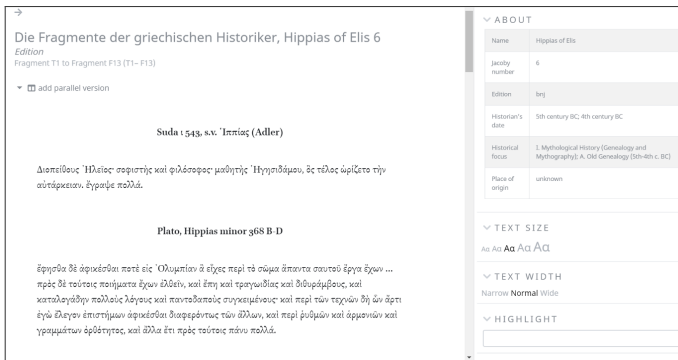 Die Fragmente der griechischen Historiker, Hippias of Elis 6
Edition
Fragment T1 to Fragment F13 (T1– F13)
add parallel version
Suda ι 543, s.v. Ἱππίας (Adler)
Διοπείθους Ἠλεῖος· σοφιστὴς καὶ φιλόσοφος· μαθητὴς Ἡγησιδάμου, ὃς τέλος ὡρίζετο τὴν
αὐτάρκειαν. ἔγραψε πολλά.
Plato, Hippias minor 368 B-D
ἔφησθα δὲ ἀφικέσθαι ποτὲ εἰς Ὀλυμπίαν ἃ εἶχες περὶ τὸ σῶμα ἅπαντα σαυτοῦ ἔργα ἔχων ...
πρὸς δὲ τούτοις ποιήματα ἔχων ἐλθεῖν, καὶ ἔπη καὶ τραγωιδίας καὶ διθυράμβους, καὶ
καταλογάδην πολλοὺς λόγους καὶ παντοδαποὺς συγκειμένους· καὶ περὶ τῶν τεχνῶν δὴ ὧν ἄρτι
ἐγὼ ἔλεγον ἐπιστήμων ἀφικέσθαι διαφερόντως τῶν ἄλλων, καὶ περὶ ῥυθμῶν καὶ ἁρμονιῶν καὶ
γραμμάτων ὀρθότητος, καὶ ἄλλα ἔτι πρὸς τούτοις πάνυ πολλά.
ABOUT
Name Hippias of Elis
Jacoby number 6
Edition bnj
Historian's date 5th century BC; 4th century BC
Historical focus I. Mythological History (Genealogy and
Mythography); A. Old Genealogy (5th-4th c. BC)
Place of origin unknown
TEXT SIZE
Aα Aα Aα Aα Aα
TEXT WIDTH
Narrow Normal Wide
HIGHLIGHT